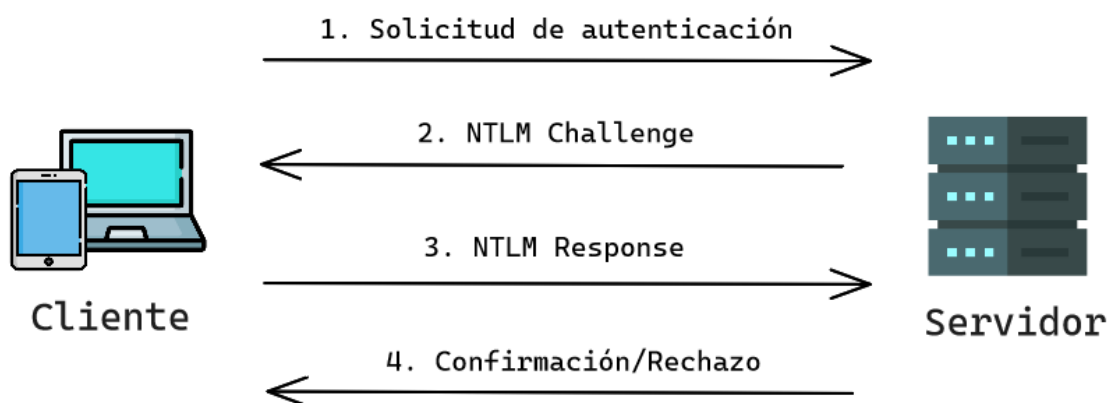 1. Solicitud de autenticación
2. NTLM Challenge
3. NTLM Response
Cliente
Servidor
4. Confirmación/Rechazo